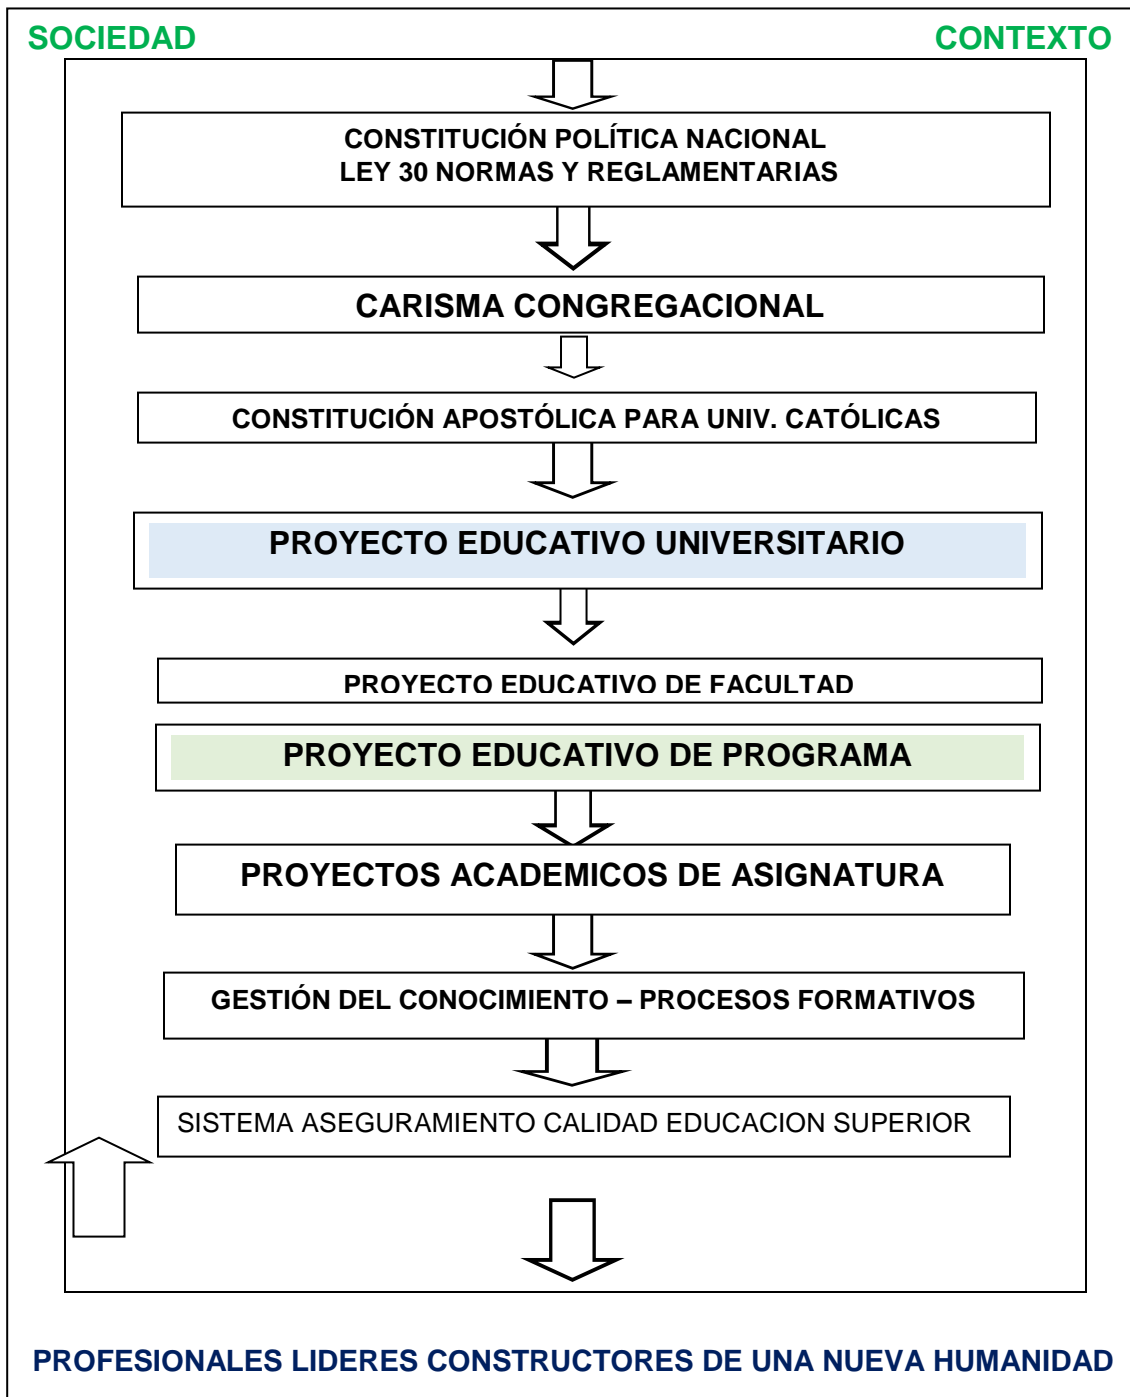 SOCIEDAD CONTEXTO
CONSTITUCIÓN POLÍTICA NACIONAL
LEY 30 NORMAS Y REGLAMENTARIAS
CARISMA CONGREGACIONAL
CONSTITUCIÓN APOSTÓLICA PARA UNIV. CATÓLICAS
PROYECTO EDUCATIVO UNIVERSITARIO
PROYECTO EDUCATIVO DE FACULTAD
PROYECTO EDUCATIVO DE PROGRAMA
PROYECTOS ACADEMICOS DE ASIGNATURA
GESTIÓN DEL CONOCIMIENTO – PROCESOS FORMATIVOS
SISTEMA ASEGURAMIENTO CALIDAD EDUCACION SUPERIOR
PROFESIONALES LIDERES CONSTRUCTORES DE UNA NUEVA HUMANIDAD